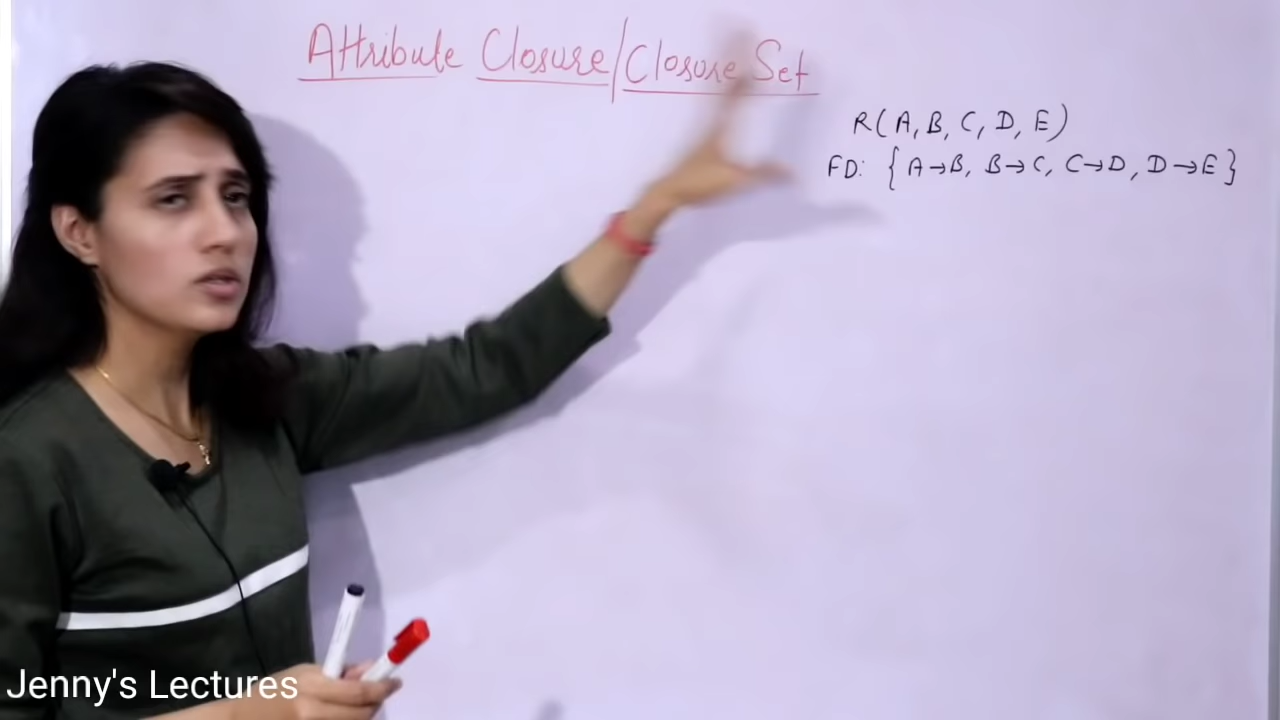 Attribute Closure/Closure Set
R(A, B, C, D, E)
FD: {A→B, B→C, C→D, D→E}
Jenny's Lectures